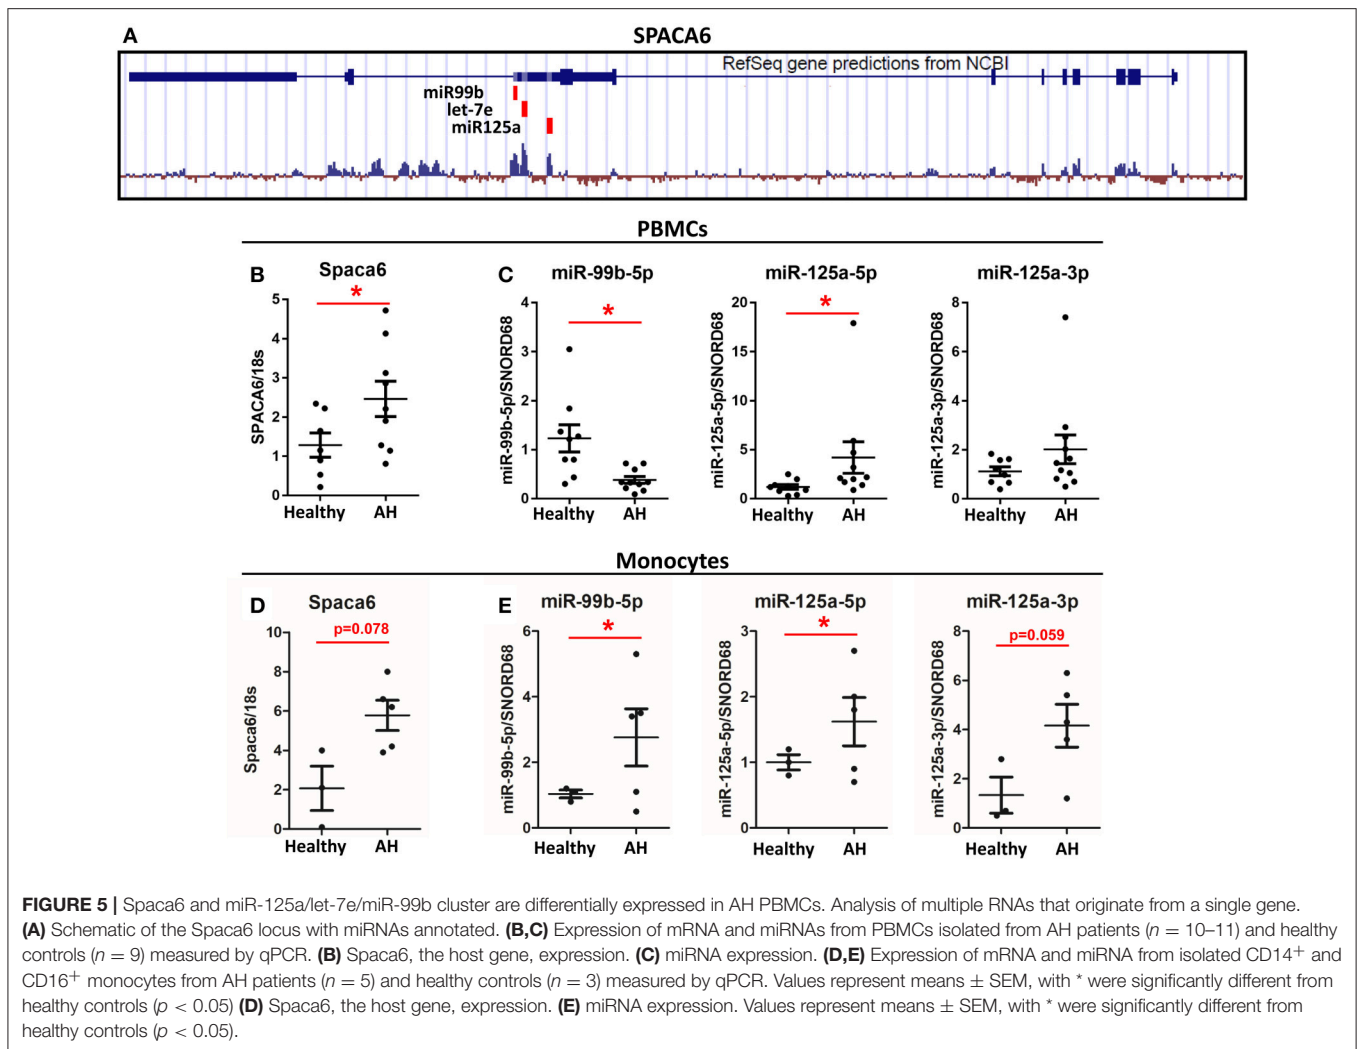 A
SPACA6
RefSeq gene predictions from NCBI
miR99b
let-7e
miR125a
PBMCs
B
Spaca6
*
SPACA6/18s
5
4
3
2
1
0
Healthy AH
C
miR-99b-5p
*
miR-99b-5p/SNORD68
4
3
2
1
0
Healthy AH
miR-125a-5p
*
miR-125a-5p/SNORD68
20
15
10
5
0
Healthy AH
miR-125a-3p
miR-125a-3p/SNORD68
8
6
4
2
0
Healthy AH
Monocytes
D
Spaca6
p=0.078
Spaca6/18s
10
8
6
4
2
0
Healthy AH
E
miR-99b-5p
*
miR-99b-5p/SNORD68
6
4
2
0
Healthy AH
miR-125a-5p
*
miR-125a-5p/SNORD68
3
2
1
0
Healthy AH
miR-125a-3p
p=0.059
miR-125a-3p/SNORD68
8
6
4
2
0
Healthy AH
FIGURE 5 | Spaca6 and miR-125a/let-7e/miR-99b cluster are differentially expressed in AH PBMCs. Analysis of multiple RNAs that originate from a single gene.
(A) Schematic of the Spaca6 locus with miRNAs annotated. (B,C) Expression of mRNA and miRNAs from PBMCs isolated from AH patients (n = 10–11) and healthy
controls (n = 9) measured by qPCR. (B) Spaca6, the host gene, expression. (C) miRNA expression. (D,E) Expression of mRNA and miRNA from isolated CD14+ and
CD16+ monocytes from AH patients (n = 5) and healthy controls (n = 3) measured by qPCR. Values represent means ± SEM, with * were significantly different from
healthy controls (p < 0.05) (D) Spaca6, the host gene, expression. (E) miRNA expression. Values represent means ± SEM, with * were significantly different from
healthy controls (p < 0.05).